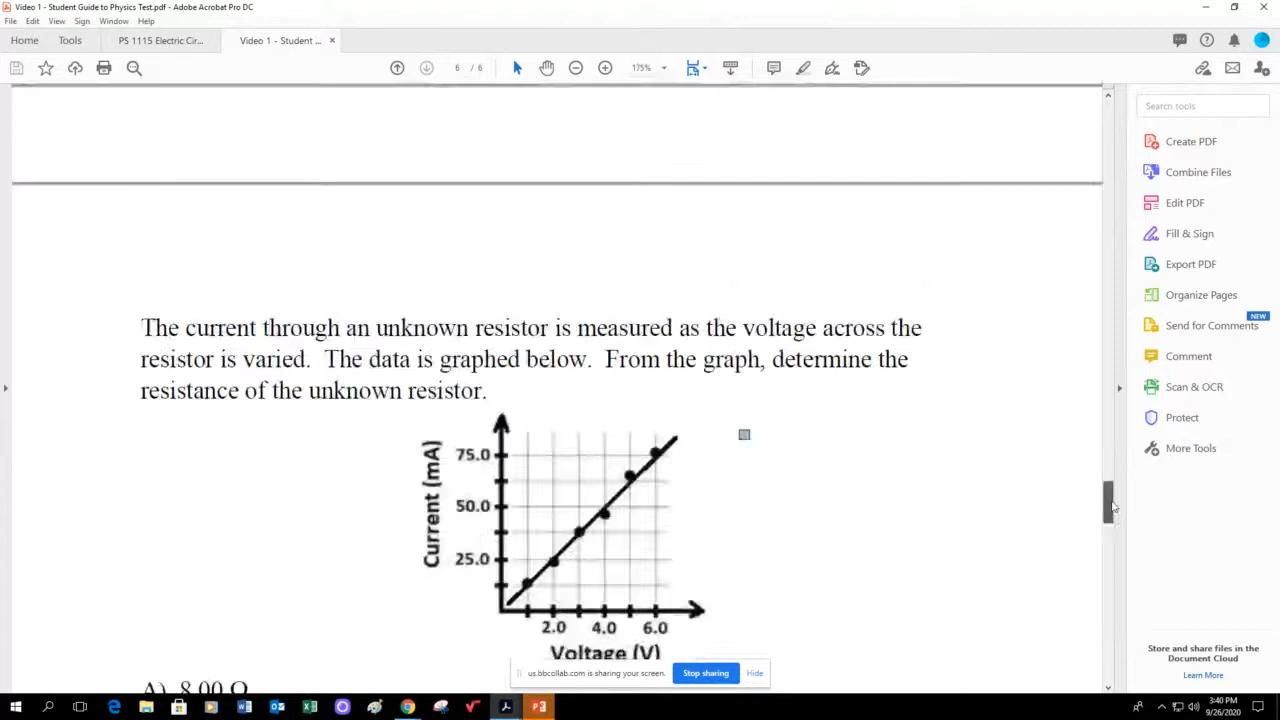 Video 1 - Student Guide to Physics Test.pdf - Adobe Acrobat Pro DC
File Edit View Sign Window Help
Home Tools PS 1115 Electric Cir... Video 1 - Student ... ×
6 / 6 175%
Search tools
Create PDF
Combine Files
Edit PDF
Fill & Sign
Export PDF
Organize Pages
NEW
Send for Comments
Comment
Scan & OCR
Protect
More Tools
The current through an unknown resistor is measured as the voltage across the
resistor is varied. The data is graphed below. From the graph, determine the
resistance of the unknown resistor.
Current (mA)
75.0
50.0
25.0
2.0 4.0 6.0
Voltage (V)
A) 8.00 Ω
us.bbcollab.com is sharing your screen. Stop sharing Hide
Store and share files in the
Document Cloud
Learn More
3:40 PM
9/26/2020